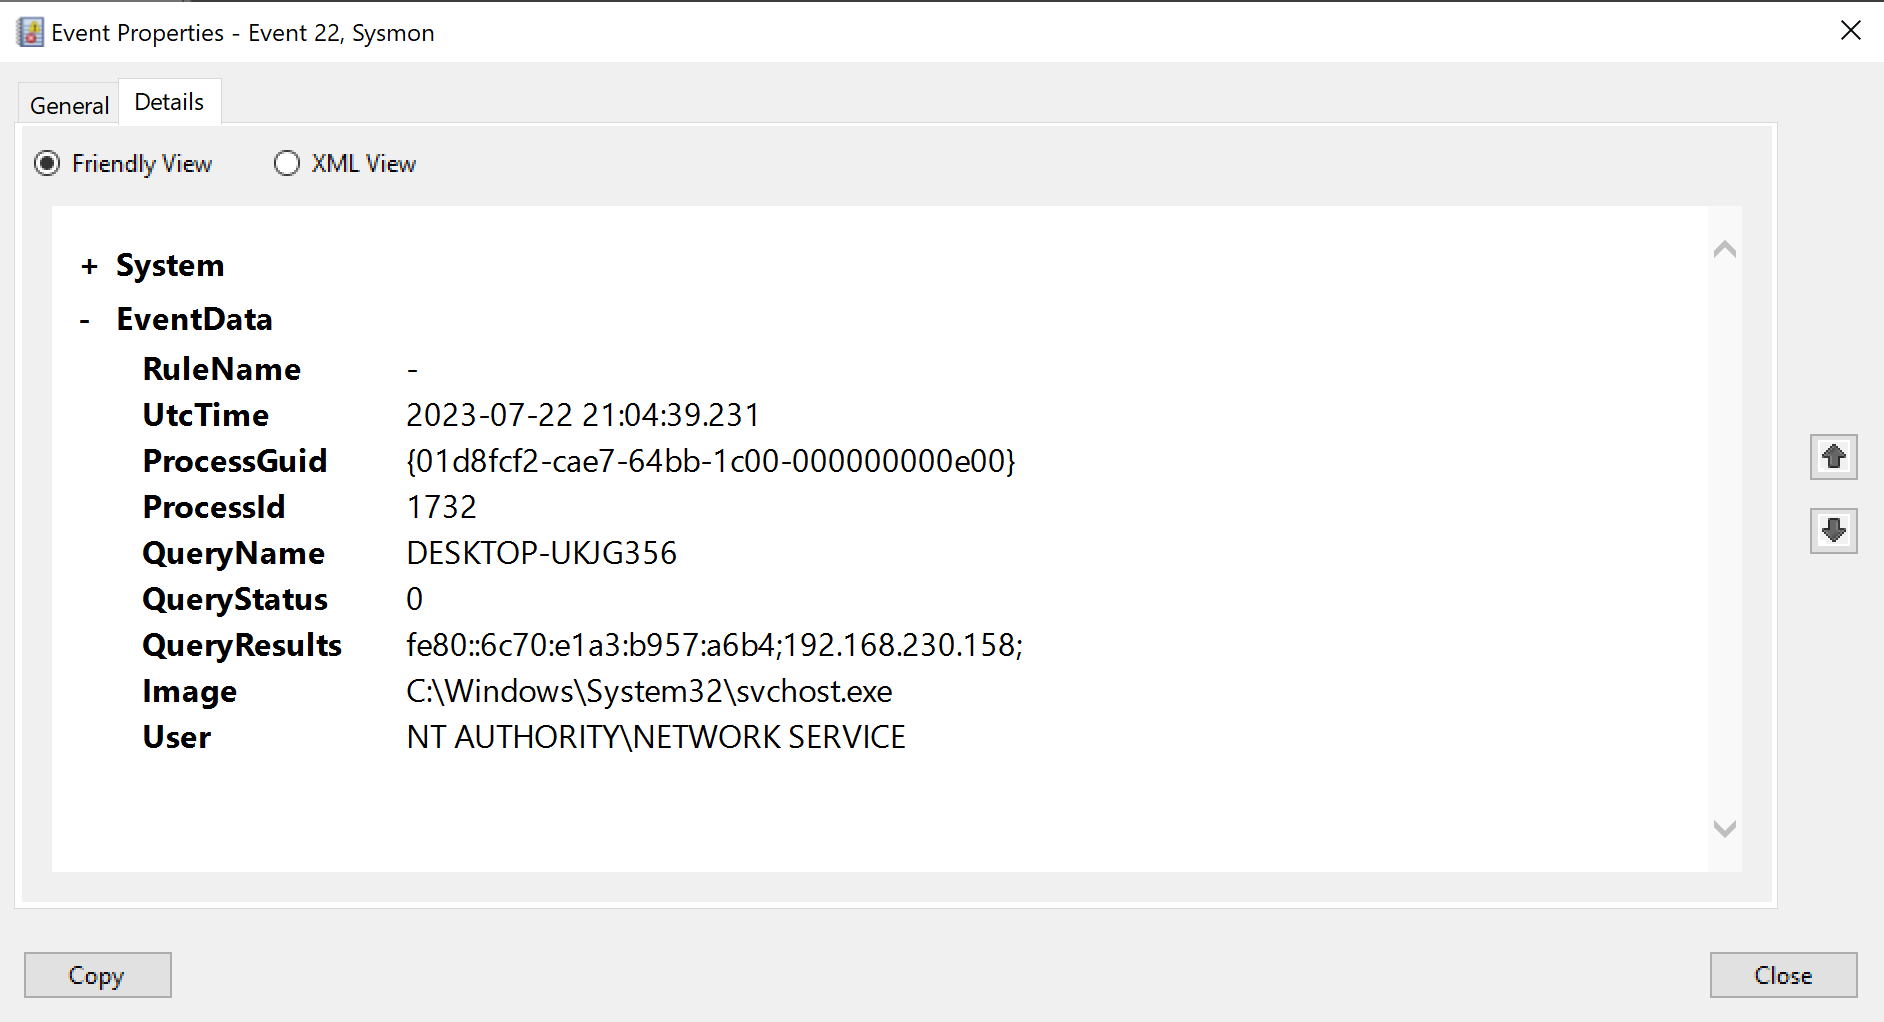 Event Properties - Event 22, Sysmon
General Details
Friendly View XML View
+ System
- EventData
RuleName -
UtcTime 2023-07-22 21:04:39.231
ProcessGuid {01d8fcf2-cae7-64bb-1c00-000000000e00}
ProcessId 1732
QueryName DESKTOP-UKJG356
QueryStatus 0
QueryResults fe80::6c70:e1a3:b957:a6b4;192.168.230.158;
Image C:\Windows\System32\svchost.exe
User NT AUTHORITY\NETWORK SERVICE
Copy Close